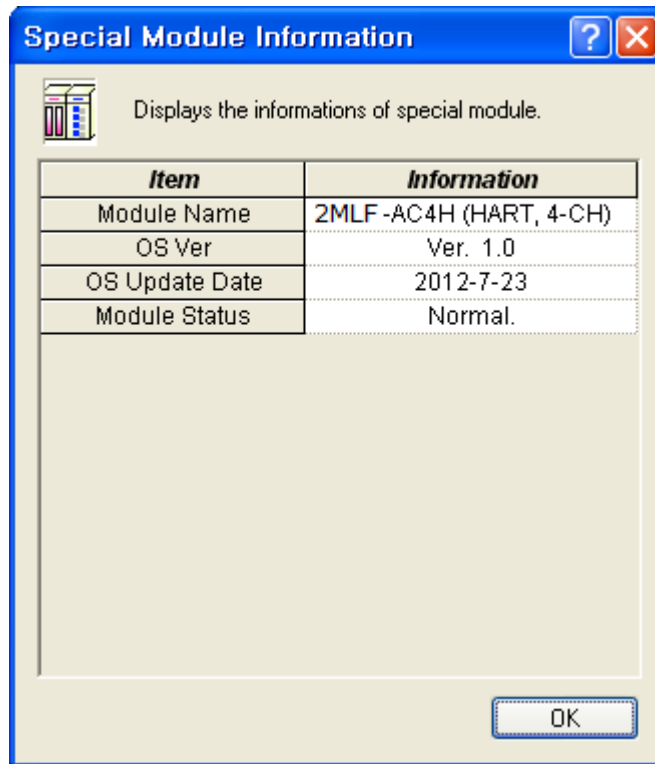 Special Module Information
Displays the informations of special module.
Item Information
Module Name 2MLF-AC4H (HART, 4-CH)
OS Ver Ver. 1.0
OS Update Date 2012-7-23
Module Status Normal.
OK